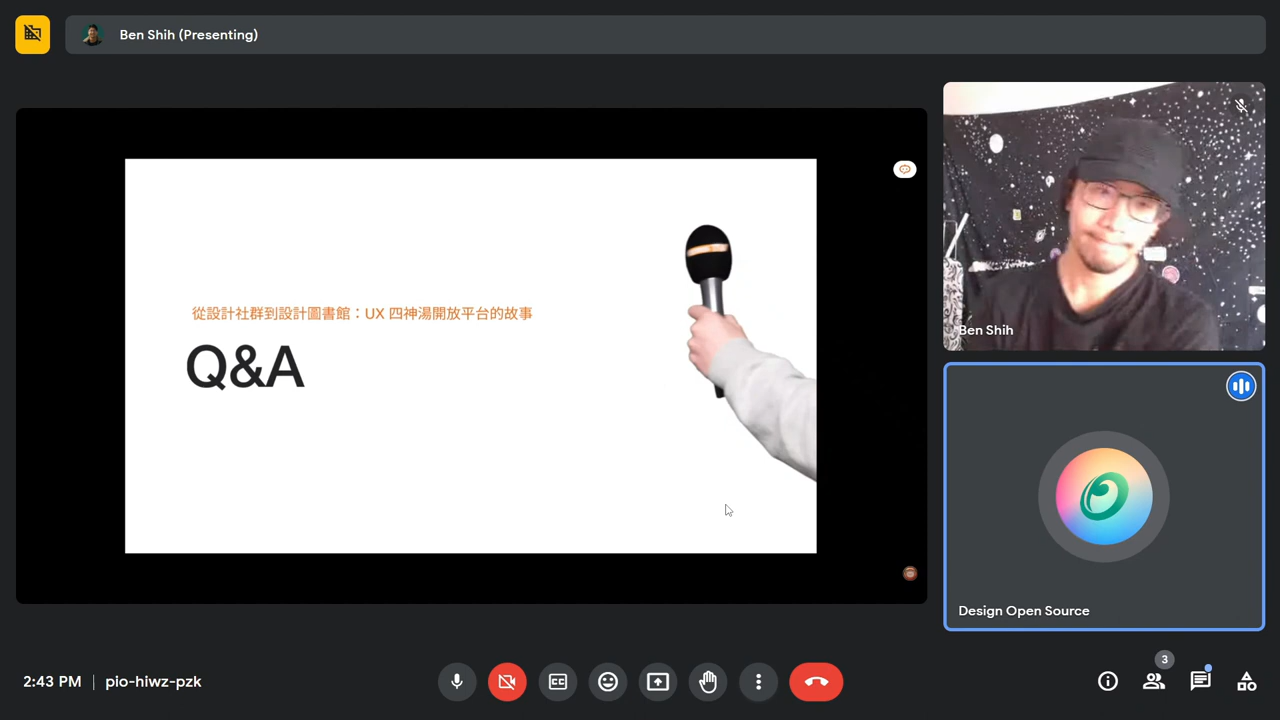 Ben Shih (Presenting)
從設計社群到設計圖書館：UX 四神湯開放平台的故事
Q&A
Ben Shih
Design Open Source
2:43 PM | pio-hiwz-pzk
3